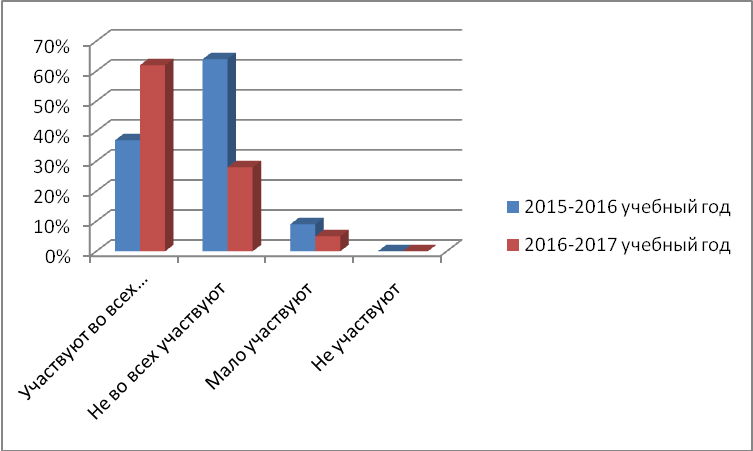 70%
60%
50%
40%
30%
20%
10%
0%
Участвуют во всех...
Не во всех участвуют
Мало участвуют
Не участвуют
2015-2016 учебный год
2016-2017 учебный год